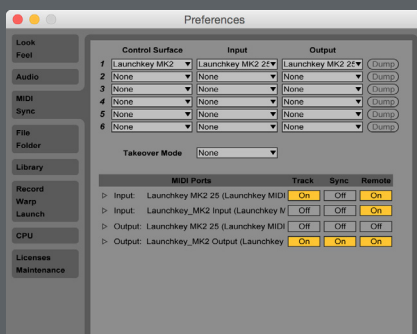 Preferences
Look
Feel
Audio
MIDI
Sync
File
Folder
Library
Record
Warp
Launch
CPU
Licenses
Maintenance
Control Surface Input Output
1 Launchkey MK2 Launchkey MK2 25 Launchkey MK2 25 Dump
2 None None None Dump
3 None None None Dump
4 None None None Dump
5 None None None Dump
6 None None None Dump
Takeover Mode None
MIDI Ports Track Sync Remote
Input: Launchkey MK2 25 (Launchkey MIDI On Off On
Input: Launchkey_MK2 Input (Launchkey M Off Off On
Output: Launchkey MK2 25 (Launchkey MIDI Off Off Off
Output: Launchkey_MK2 Output (Launchkey On On On